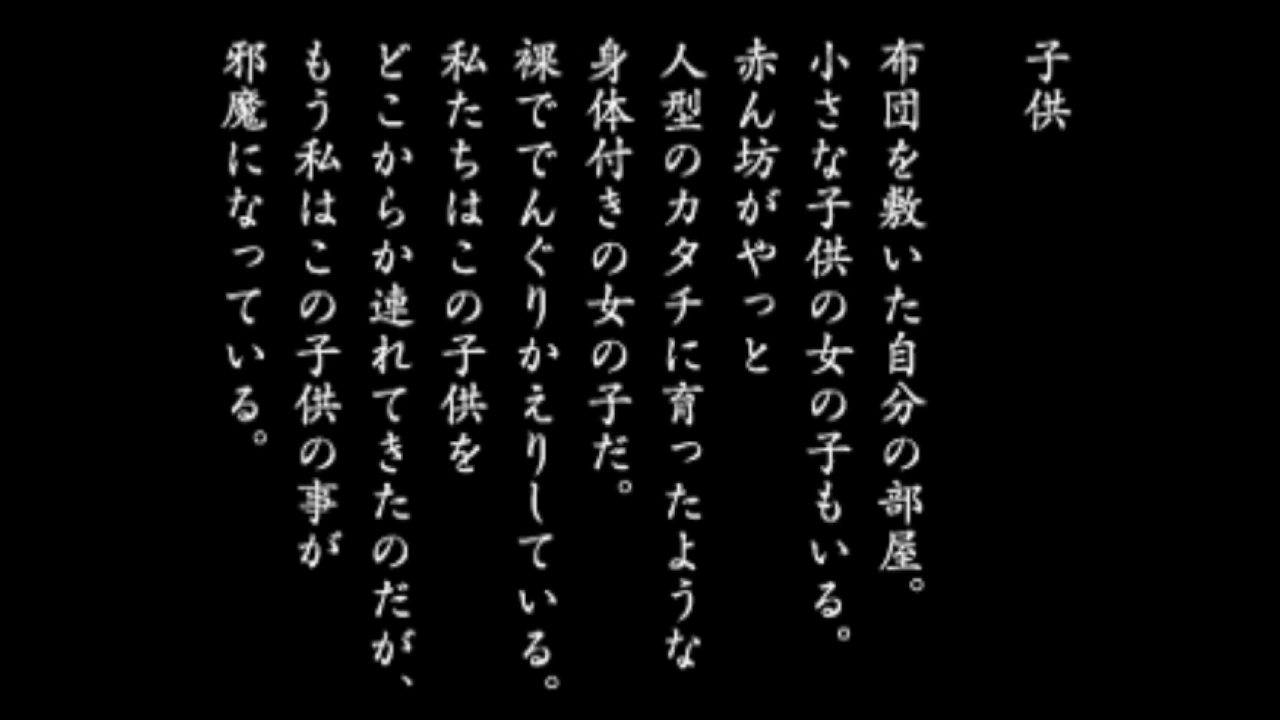 子供
布団を敷いた自分の部屋。
小さな子供の女の子もいる。
赤ん坊がやっと
人型のカタチに育ったような
身体付きの女の子だ。
裸ででんぐりかえりしている。
私たちはこの子供を
どこからか連れてきたのだが、
もう私はこの子供の事が
邪魔になっている。